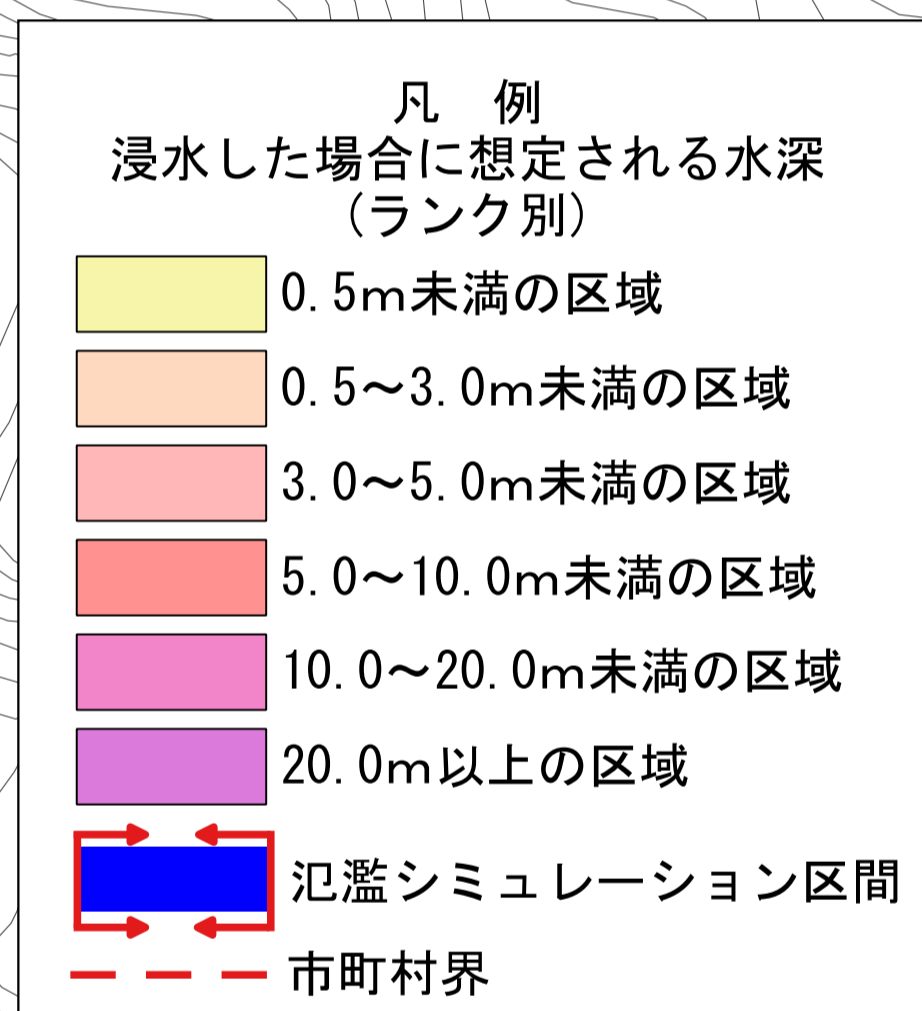 凡　例
浸水した場合に想定される水深
（ランク別）
0.5m未満の区域
0.5～3.0m未満の区域
3.0～5.0m未満の区域
5.0～10.0m未満の区域
10.0～20.0m未満の区域
20.0m以上の区域
氾濫シミュレーション区間
市町村界